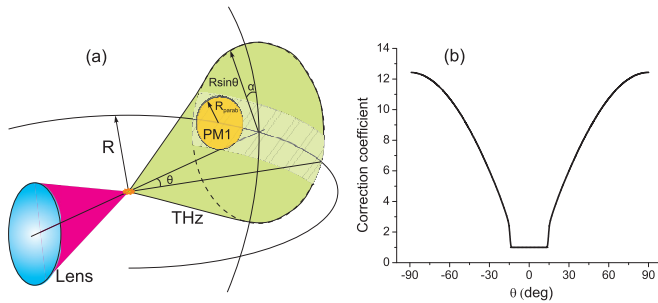 (a)
Rsinθ
α
R_parab
PM1
R
θ
THz
Lens
(b)
Correction coefficient
14
12
10
8
6
4
2
0
-90 -60 -30 0 30 60 90
θ (deg)